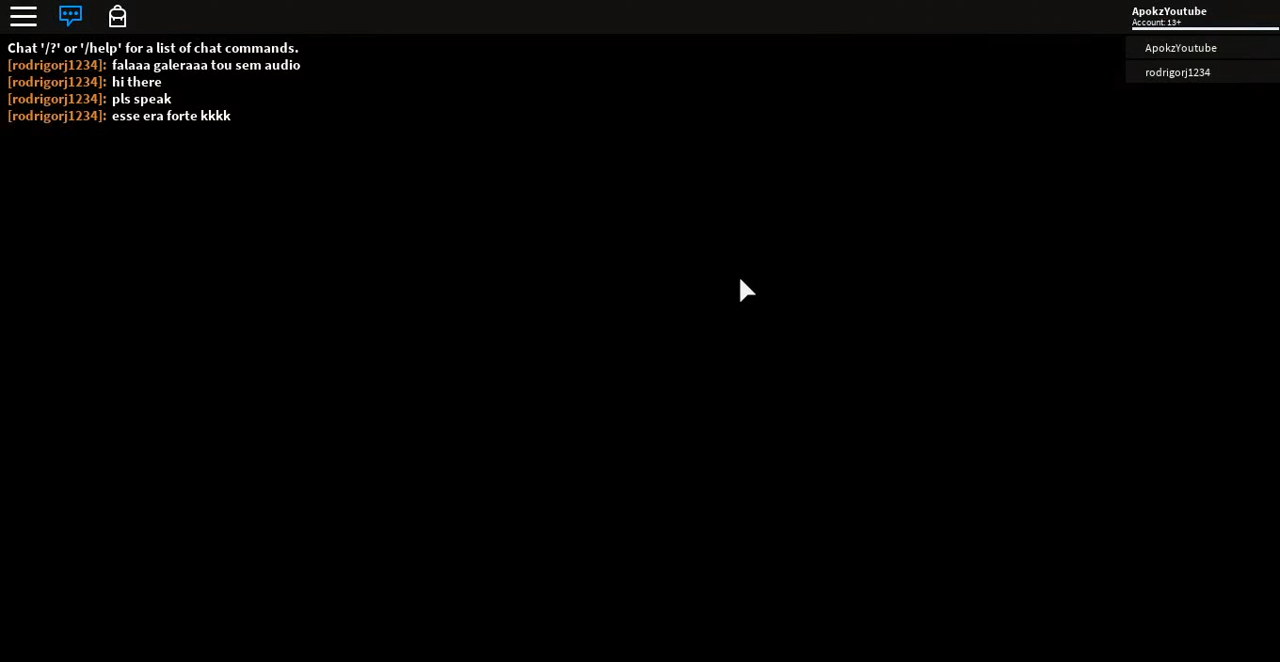 ApokzYoutube
Account: 13+
Chat '/?' or '/help' for a list of chat commands.
[rodrigorj1234]: falaaa galeraaa tou sem audio
[rodrigorj1234]: hi there
[rodrigorj1234]: pls speak
[rodrigorj1234]: esse era forte kkkk
ApokzYoutube
rodrigorj1234